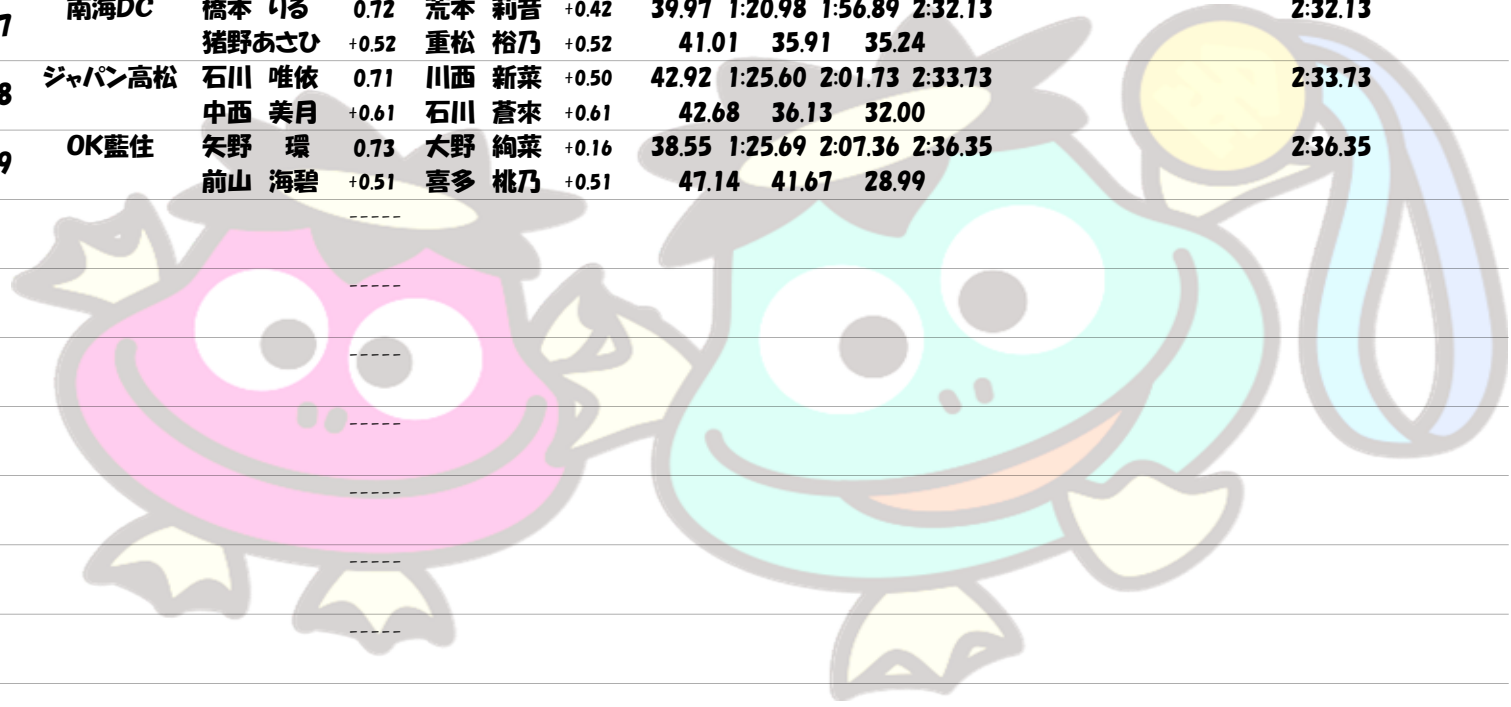 7 南海DC 橋本 りる 0.72 荒本 莉音 +0.42 39.97 1:20.98 1:56.89 2:32.13 2:32.13
猪野あさひ +0.52 重松 裕乃 +0.52 41.01 35.91 35.24
8 ジャパン高松 石川 唯依 0.71 川西 新菜 +0.50 42.92 1:25.60 2:01.73 2:33.73 2:33.73
中西 美月 +0.61 石川 蒼來 +0.61 42.68 36.13 32.00
9 OK藍住 矢野 環 0.73 大野 絢菜 +0.16 38.55 1:25.69 2:07.36 2:36.35 2:36.35
前山 海碧 +0.51 喜多 桃乃 +0.51 47.14 41.67 28.99
-----
-----
-----
-----
-----
-----
-----